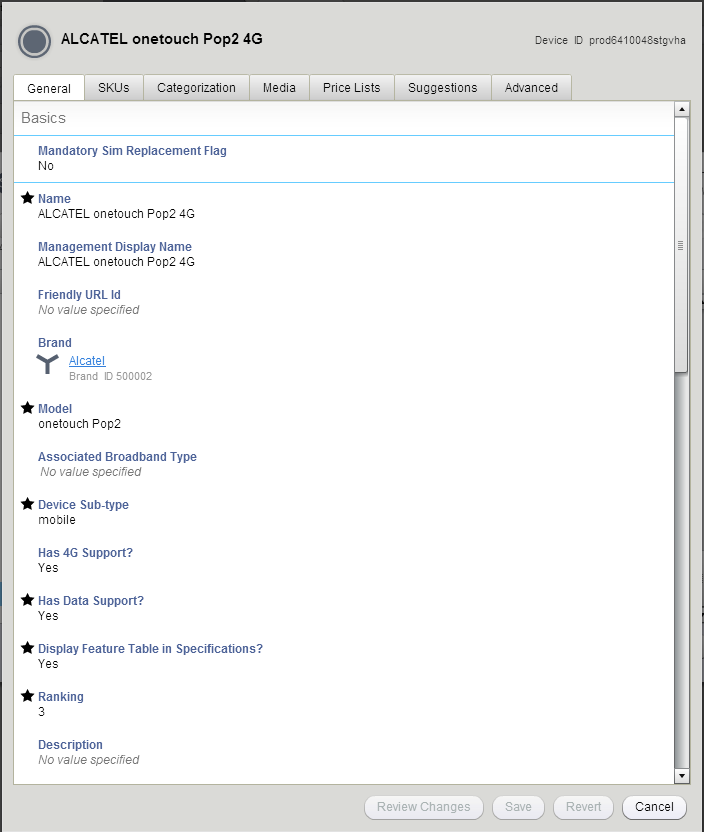 ALCATEL onetouch Pop2 4G
Device ID prod6410048stgvha
General SKUs Categorization Media Price Lists Suggestions Advanced
Basics
Mandatory Sim Replacement Flag
No
Name
ALCATEL onetouch Pop2 4G
Management Display Name
ALCATEL onetouch Pop2 4G
Friendly URL Id
No value specified
Brand
Alcatel
Brand ID 500002
Model
onetouch Pop2
Associated Broadband Type
No value specified
Device Sub-type
mobile
Has 4G Support?
Yes
Has Data Support?
Yes
Display Feature Table in Specifications?
Yes
Ranking
3
Description
No value specified
Review Changes Save Revert Cancel